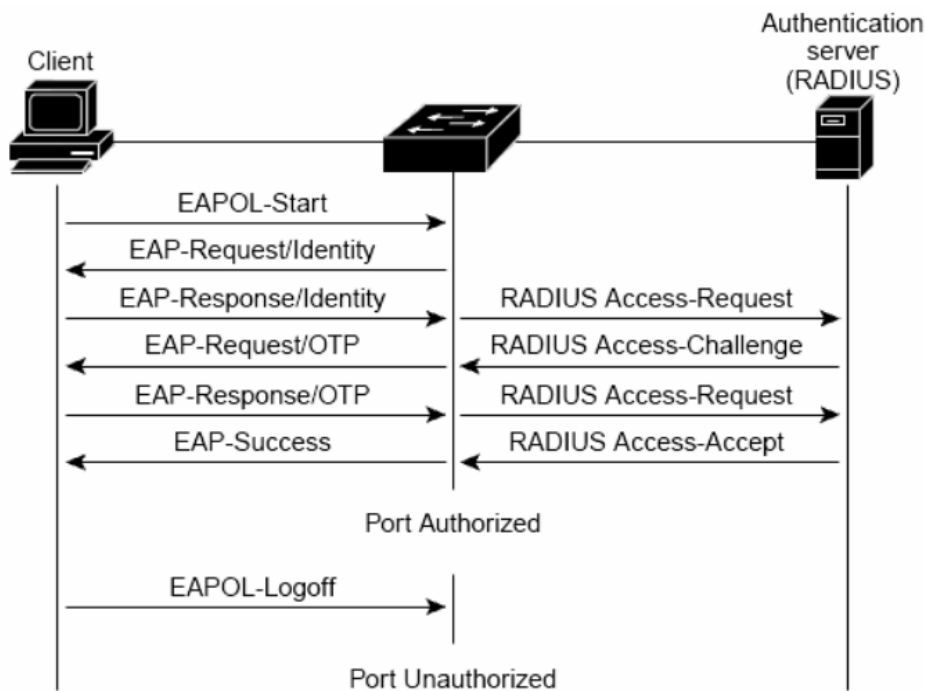 Authentication
server
(RADIUS)
Client
EAPOL-Start
EAP-Request/Identity
EAP-Response/Identity RADIUS Access-Request
EAP-Request/OTP RADIUS Access-Challenge
EAP-Response/OTP RADIUS Access-Request
EAP-Success RADIUS Access-Accept
Port Authorized
EAPOL-Logoff
Port Unauthorized